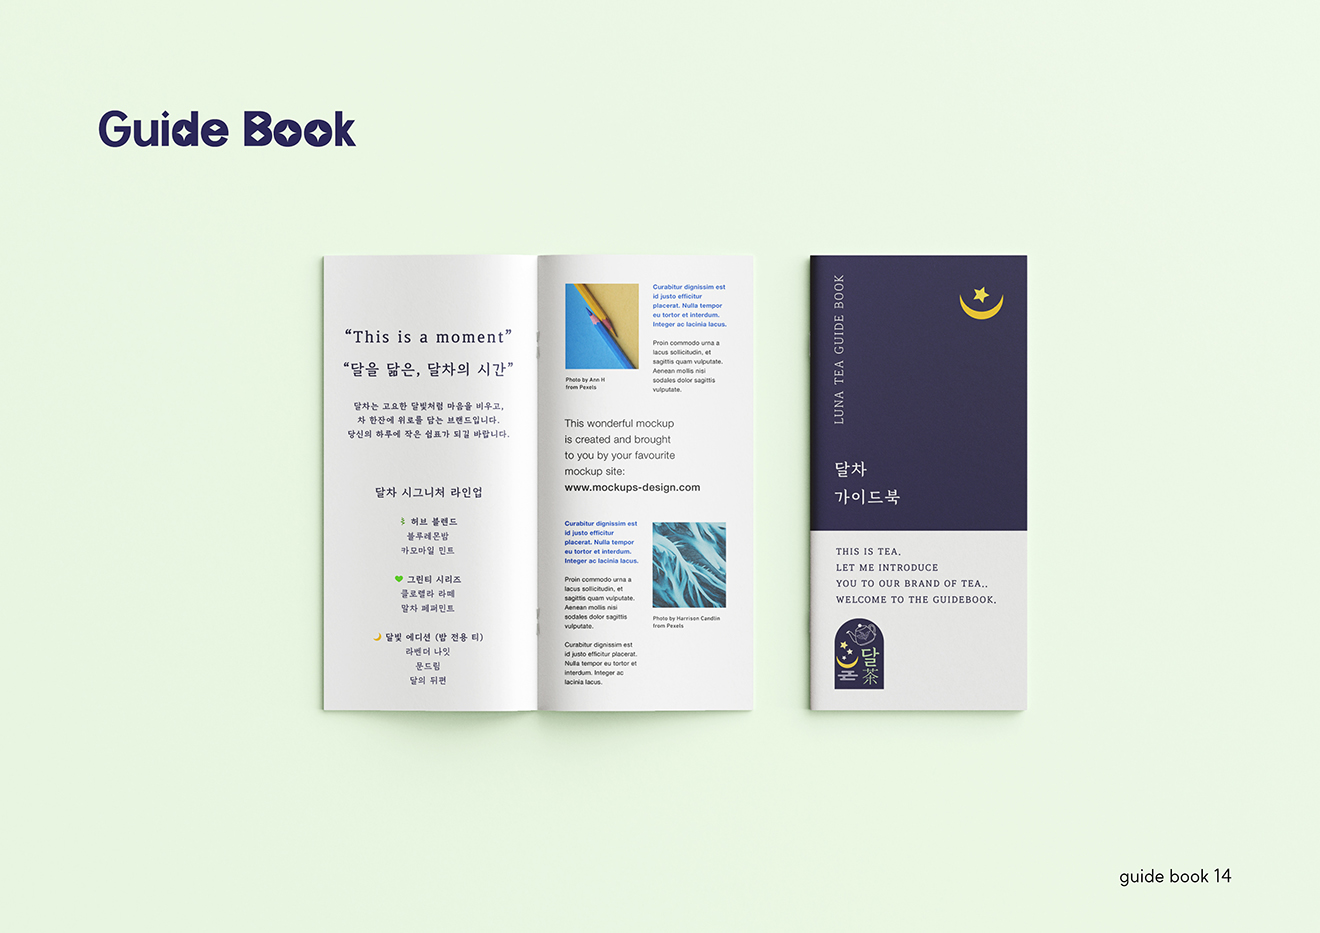 Guide Book
“This is a moment”
“달을 닮은, 달차의 시간”
달차는 고요한 달빛처럼 마음을 비우고,
차 한잔에 위로를 담는 브랜드입니다.
당신의 하루에 작은 쉼표가 되길 바랍니다.
달차 시그니처 라인업
허브 블렌드
블루레몬밤
카모마일 민트
그린티 시리즈
클로렐라 라떼
말차 페퍼민트
달빛 에디션 (밤 전용 티)
라벤더 나잇
문드림
달의 뒤편
Curabitur dignissim est
id justo efficitur
placerat. Nulla tempor
eu tortor et interdum.
Integer ac lacinia lacus.
Proin commodo urna a
lacus sollicitudin, et
sagittis quam vulputate.
Aenean mollis nisi
sodales dolor sagittis
vulputate.
Photo by Ann H
from Pexels
This wonderful mockup
is created and brought
to you by your favourite
mockup site:
www.mockups-design.com
Curabitur dignissim est
id justo efficitur
placerat. Nulla tempor
eu tortor et interdum.
Integer ac lacinia lacus.
Proin commodo urna a
lacus sollicitudin, et
sagittis quam vulputate.
Aenean mollis nisi
sodales dolor sagittis
vulputate.
Curabitur dignissim est
id justo efficitur placerat.
Nulla tempor eu tortor et
interdum. Integer ac
lacinia lacus.
Photo by Harrison Candlin
from Pexels
LUNA TEA GUIDE BOOK
달차
가이드북
THIS IS TEA.
LET ME INTRODUCE
YOU TO OUR BRAND OF TEA..
WELCOME TO THE GUIDEBOOK.
달
茶
guide book 14